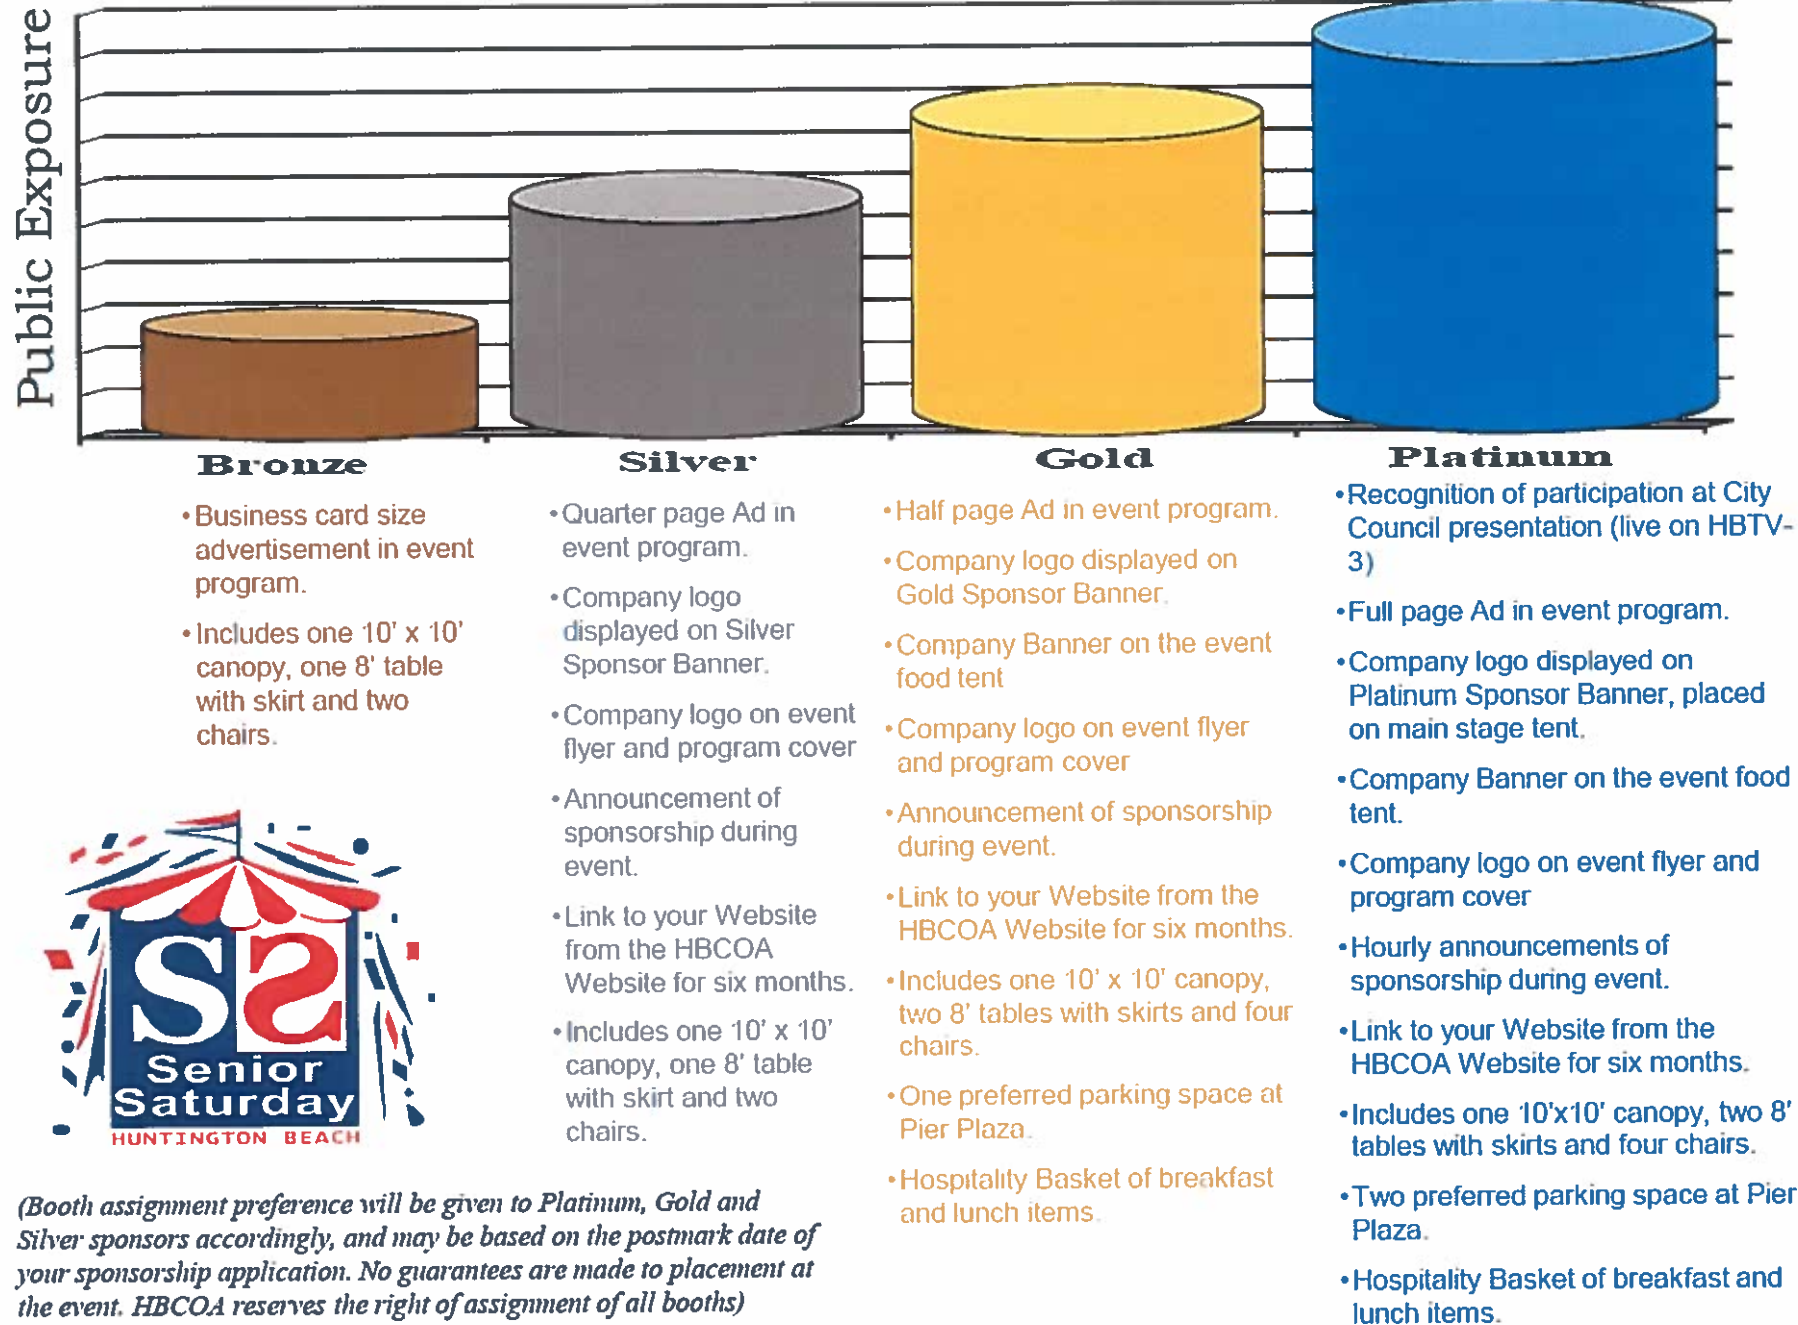 Public Exposure
Bronze
• Business card size
advertisement in event
program.
• Includes one 10' x 10'
canopy, one 8' table
with skirt and two
chairs.
Silver
• Quarter page Ad in
event program.
• Company logo
displayed on Silver
Sponsor Banner.
• Company logo on event
flyer and program cover
• Announcement of
sponsorship during
event.
• Link to your Website
from the HBCOA
Website for six months.
• Includes one 10' x 10'
canopy, one 8' table
with skirt and two
chairs.
Gold
• Half page Ad in event program.
• Company logo displayed on
Gold Sponsor Banner.
• Company Banner on the event
food tent
• Company logo on event flyer
and program cover
• Announcement of sponsorship
during event.
• Link to your Website from the
HBCOA Website for six months.
• Includes one 10' x 10' canopy,
two 8' tables with skirts and four
chairs.
• One preferred parking space at
Pier Plaza.
• Hospitality Basket of breakfast
and lunch items.
Platinum
• Recognition of participation at City
Council presentation (live on HBTV-
3)
• Full page Ad in event program.
• Company logo displayed on
Platinum Sponsor Banner, placed
on main stage tent.
• Company Banner on the event food
tent.
• Company logo on event flyer and
program cover
• Hourly announcements of
sponsorship during event.
• Link to your Website from the
HBCOA Website for six months.
• Includes one 10'x10' canopy, two 8'
tables with skirts and four chairs.
• Two preferred parking space at Pier
Plaza.
• Hospitality Basket of breakfast and
lunch items.
SS
Senior
Saturday
HUNTINGTON BEACH
(Booth assignment preference will be given to Platinum, Gold and
Silver sponsors accordingly, and may be based on the postmark date of
your sponsorship application. No guarantees are made to placement at
the event. HBCOA reserves the right of assignment of all booths)